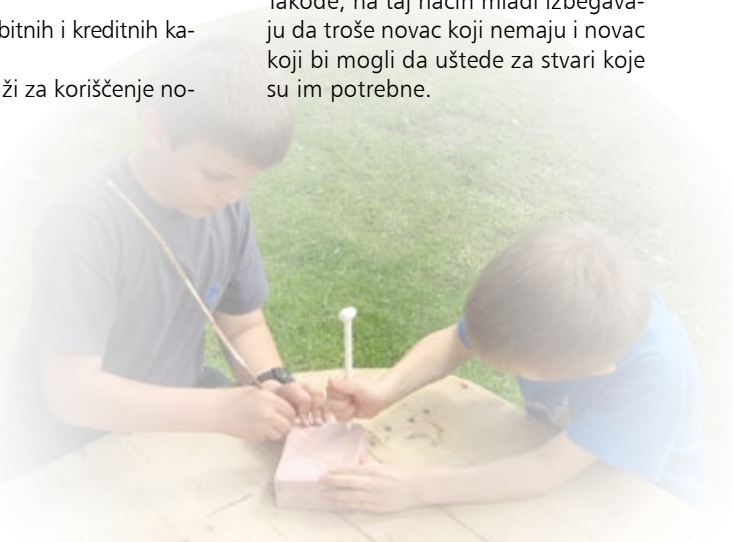 bitnih i kreditnih ka-
ži za korišćenje no-
Takođe, na taj način mladi izbegava-
ju da troše novac koji nemaju i novac
koji bi mogli da uštede za stvari koje
su im potrebne.